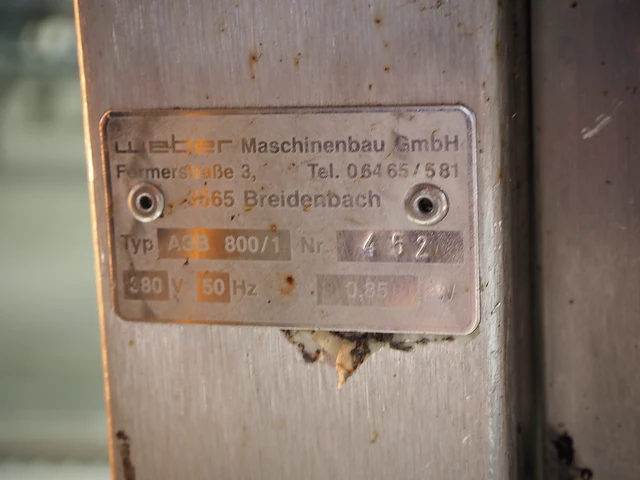 weber Maschinenbau GmbH
Formerstraße 3, Tel. 06465/581
3565 Breidenbach
Typ ASB 800/1 Nr. 452
380 V 50 Hz 0,85 kW